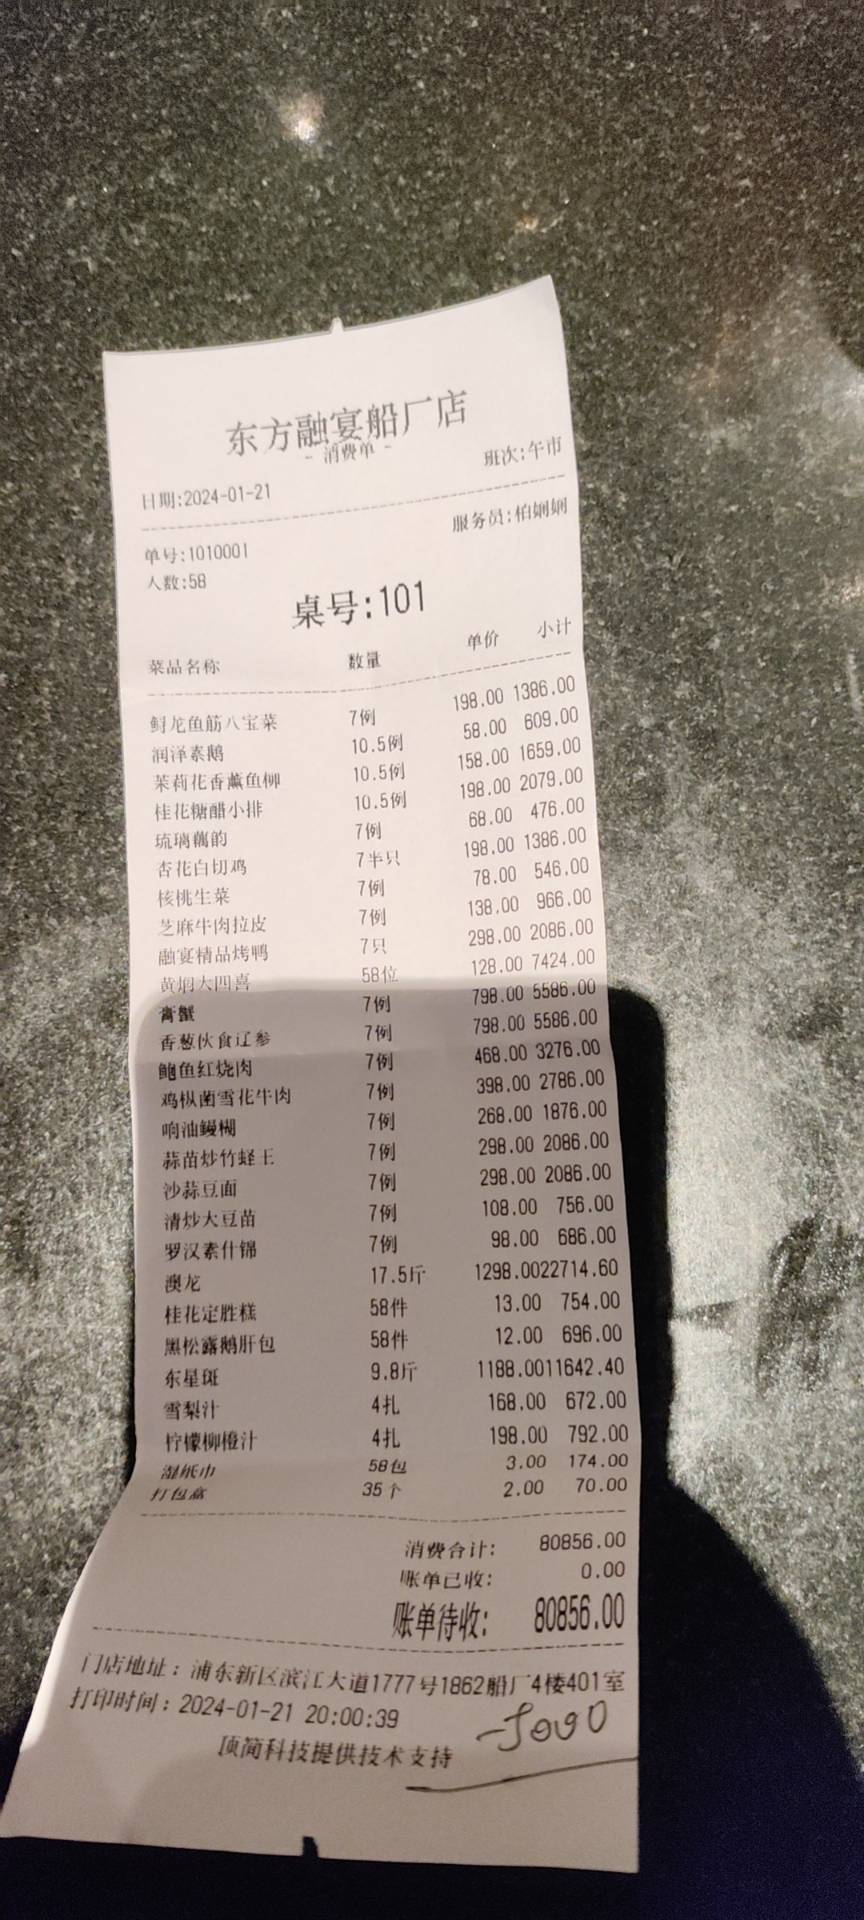 东方融宴船厂店
- 消费单 -
日期:2024-01-21 班次:午市
单号:1010001 服务员:柏娴娴
人数:58
桌号:101
菜品名称 数量 单价 小计
鲟龙鱼筋八宝菜 7例 198.00 1386.00
润泽素鹅 10.5例 58.00 609.00
茉莉花香薰鱼柳 10.5例 158.00 1659.00
桂花糖醋小排 10.5例 198.00 2079.00
琉璃藕韵 7例 68.00 476.00
杏花白切鸡 7半只 198.00 1386.00
核桃生菜 7例 78.00 546.00
芝麻牛肉拉皮 7例 138.00 966.00
融宴精品烤鸭 7只 298.00 2086.00
黄焖大四喜 58位 128.00 7424.00
膏蟹 7例 798.00 5586.00
香葱伙食辽参 7例 798.00 5586.00
鲍鱼红烧肉 7例 468.00 3276.00
鸡枞菌雪花牛肉 7例 398.00 2786.00
响油鳗糊 7例 268.00 1876.00
蒜苗炒竹蛏王 7例 298.00 2086.00
沙蒜豆面 7例 298.00 2086.00
清炒大豆苗 7例 108.00 756.00
罗汉素什锦 7例 98.00 686.00
澳龙 17.5斤 1298.0022714.60
桂花定胜糕 58件 13.00 754.00
黑松露鹅肝包 58件 12.00 696.00
东星斑 9.8斤 1188.0011642.40
雪梨汁 4扎 168.00 672.00
柠檬柳橙汁 4扎 198.00 792.00
湿纸巾 58包 3.00 174.00
打包盒 35个 2.00 70.00
消费合计: 80856.00
账单已收: 0.00
账单待收: 80856.00
门店地址：浦东新区滨江大道1777号1862船厂4楼401室
打印时间：2024-01-21 20:00:39
顶简科技提供技术支持